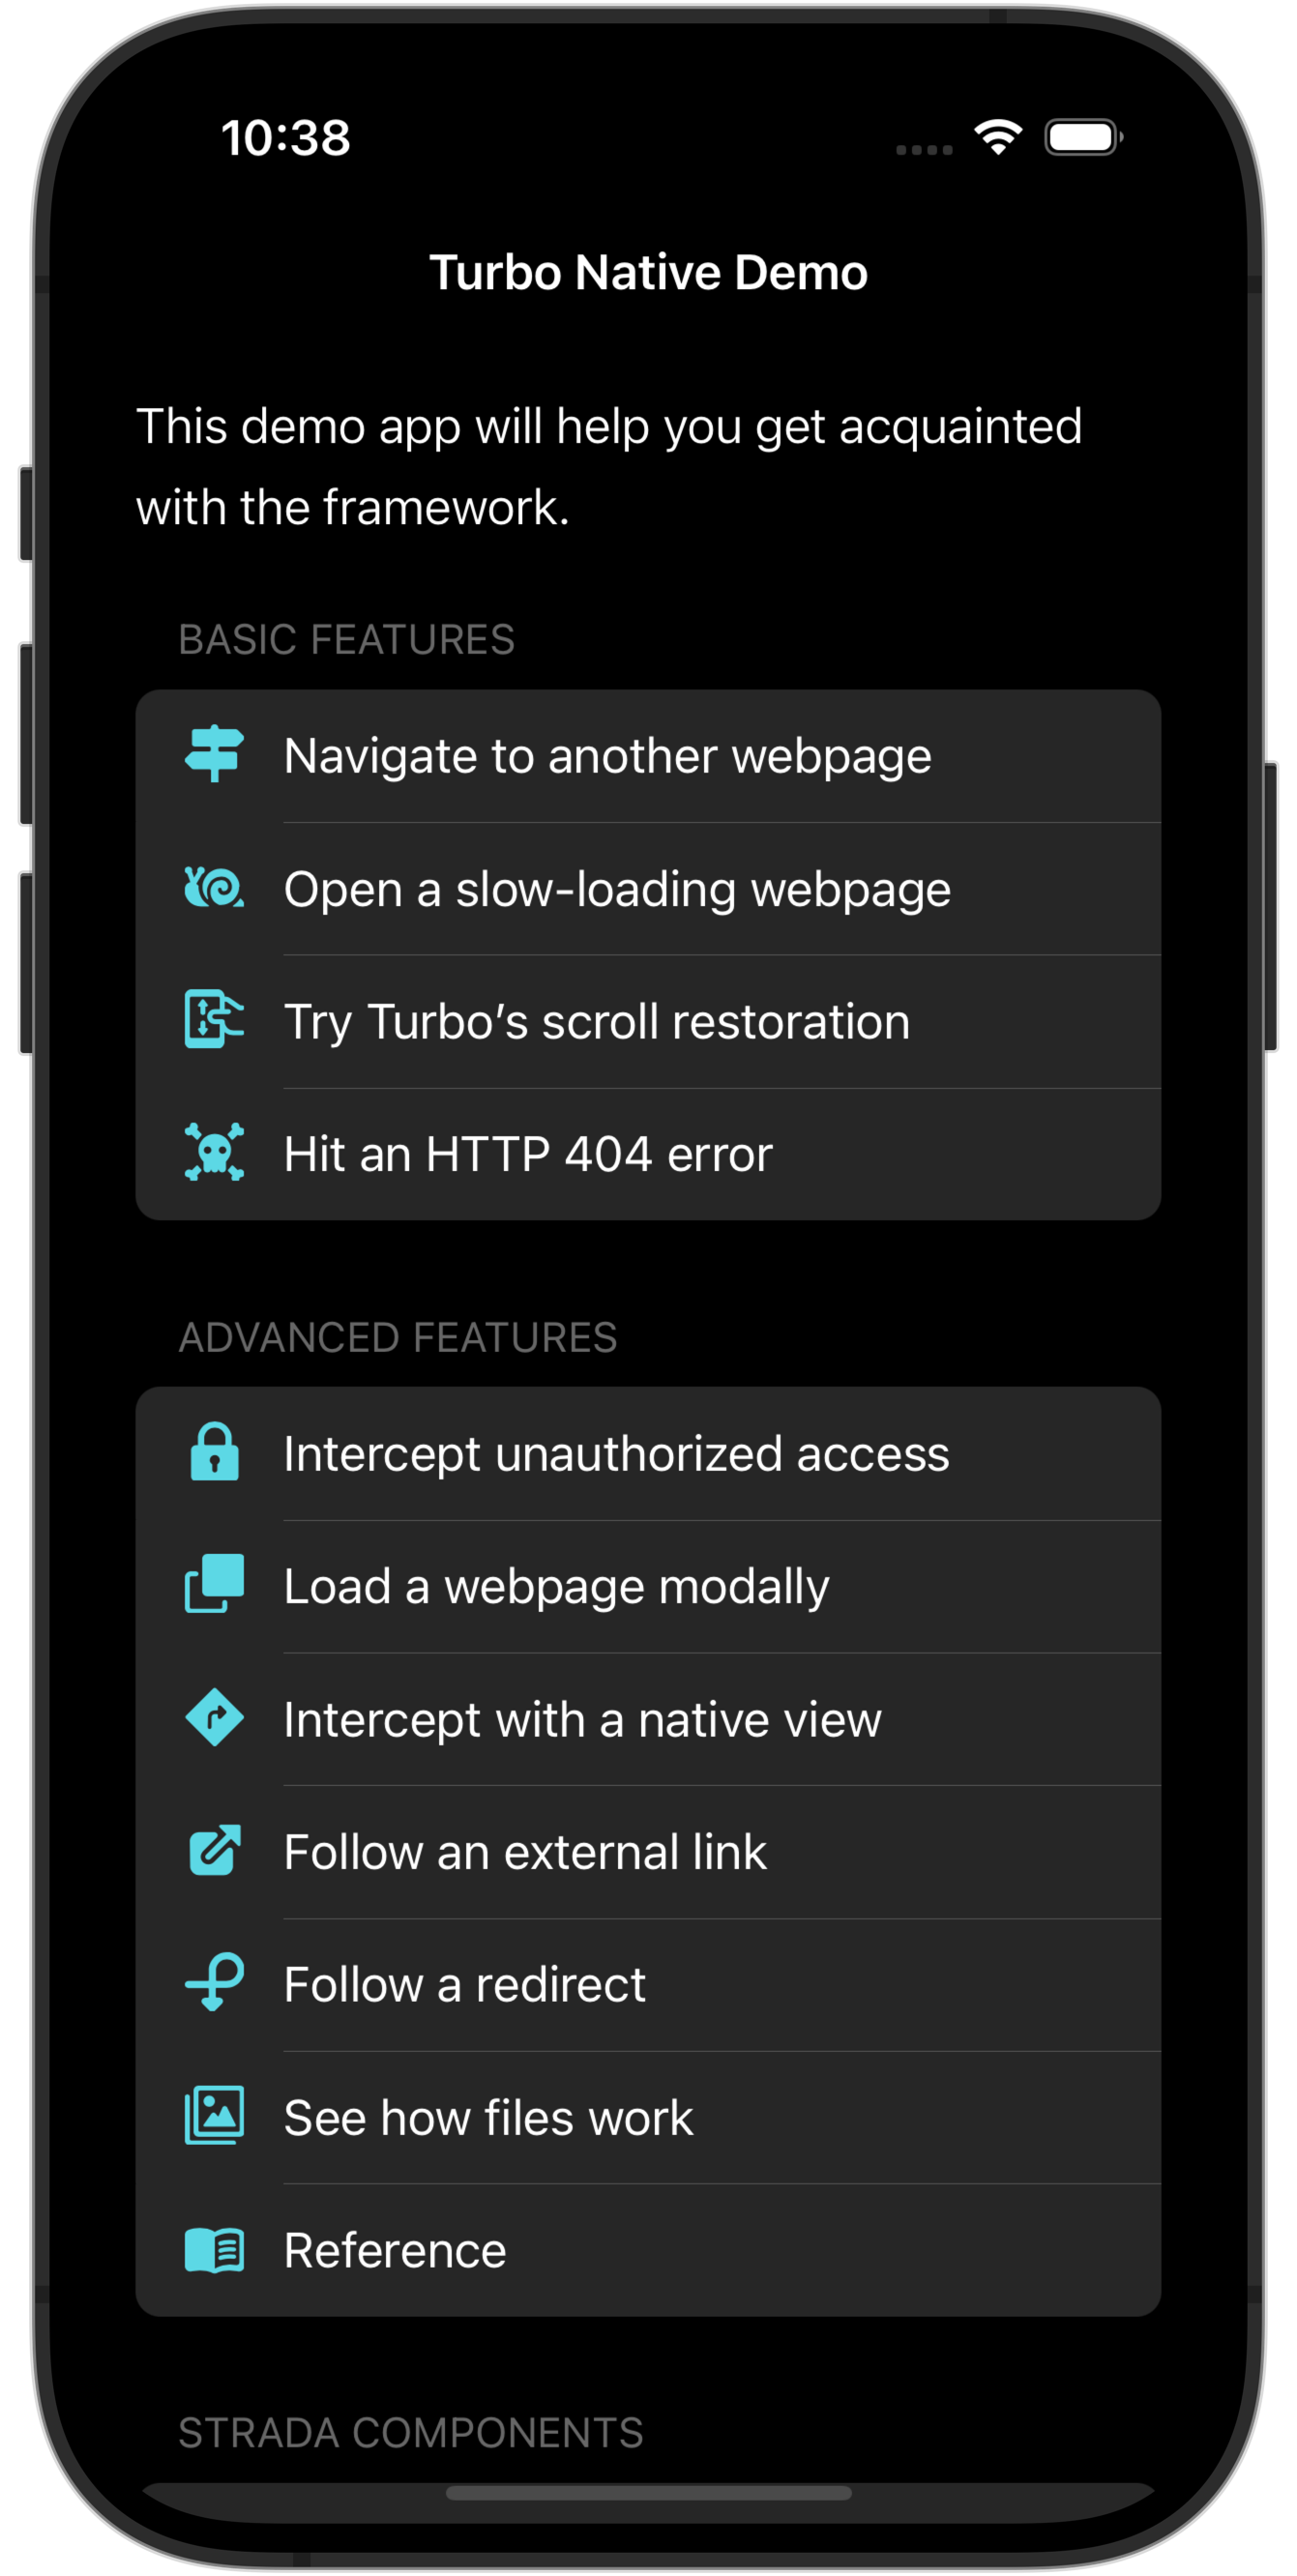 10:38
Turbo Native Demo
This demo app will help you get acquainted
with the framework.
BASIC FEATURES
Navigate to another webpage
Open a slow-loading webpage
Try Turbo’s scroll restoration
Hit an HTTP 404 error
ADVANCED FEATURES
Intercept unauthorized access
Load a webpage modally
Intercept with a native view
Follow an external link
Follow a redirect
See how files work
Reference
STRADA COMPONENTS